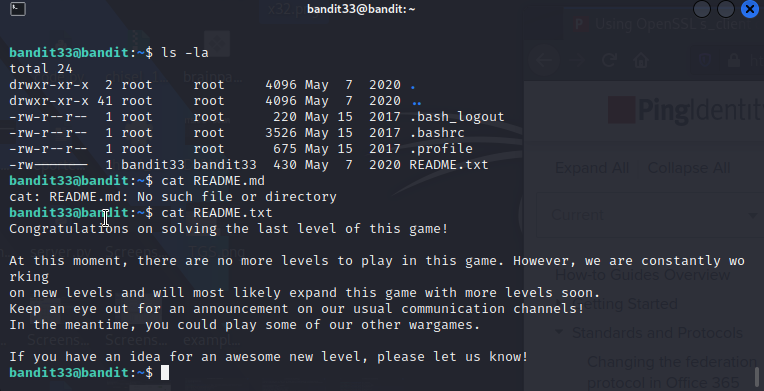 bandit33@bandit: ~
bandit33@bandit:~$ ls -la
total 24
drwxr-xr-x  2 root     root     4096 May  7  2020 .
drwxr-xr-x 41 root     root     4096 May  7  2020 ..
-rw-r--r--  1 root     root      220 May 15  2017 .bash_logout
-rw-r--r--  1 root     root     3526 May 15  2017 .bashrc
-rw-r--r--  1 root     root      675 May 15  2017 .profile
-rw-------  1 bandit33 bandit33  430 May  7  2020 README.txt
bandit33@bandit:~$ cat README.md
cat: README.md: No such file or directory
bandit33@bandit:~$ cat README.txt
Congratulations on solving the last level of this game!
At this moment, there are no more levels to play in this game. However, we are constantly wo
rking
on new levels and will most likely expand this game with more levels soon.
Keep an eye out for an announcement on our usual communication channels!
In the meantime, you could play some of our other wargames.
If you have an idea for an awesome new level, please let us know!
bandit33@bandit:~$
Using OpenSSL s_client
PingIdentit
Expand All Collapse All
Current
How-to Guides Overview
Getting Started
Standards and Protocols
Changing the federation
protocol in Office 365